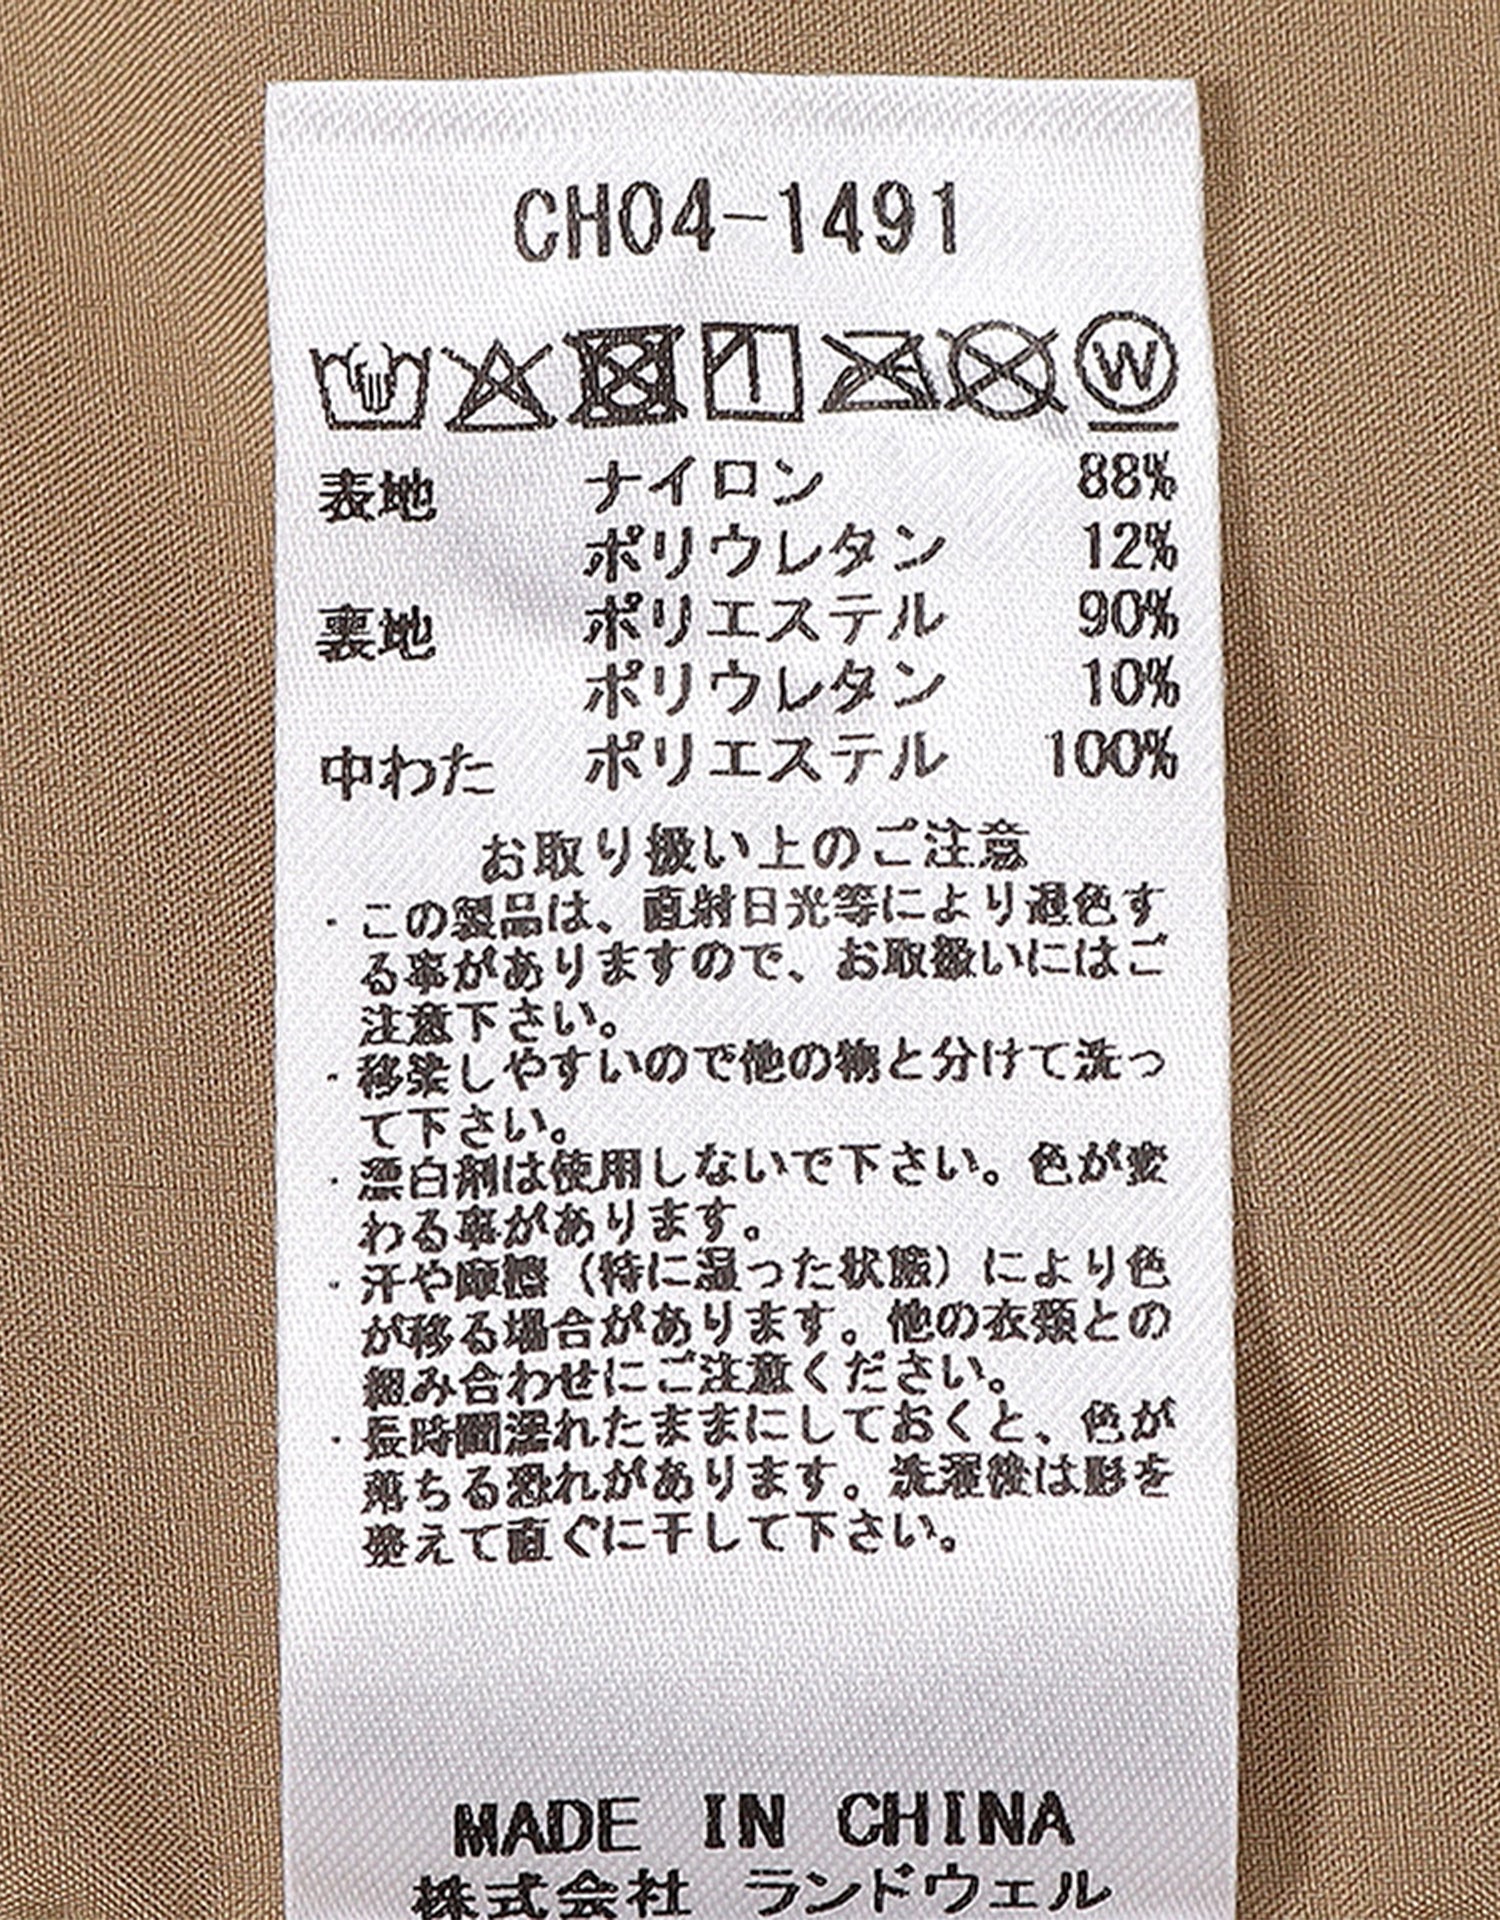 CH04-1491
W
表地 ナイロン 88%
ポリウレタン 12%
裏地 ポリエステル 90%
ポリウレタン 10%
中わた ポリエステル 100%
お取り扱い上のご注意
・この製品は、直射日光等により退色す
る事がありますので、お取扱いにはご
注意下さい。
・移染しやすいので他の物と分けて洗っ
て下さい。
・漂白剤は使用しないで下さい。色が変
わる事があります。
・汗や摩擦（特に湿った状態）により色
が移る場合があります。他の衣類との
組み合わせにご注意ください。
・長時間濡れたままにしておくと、色が
落ちる恐れがあります。洗濯後は形を
整えて直ぐに干して下さい。
MADE IN CHINA
株式会社 ランドウェル